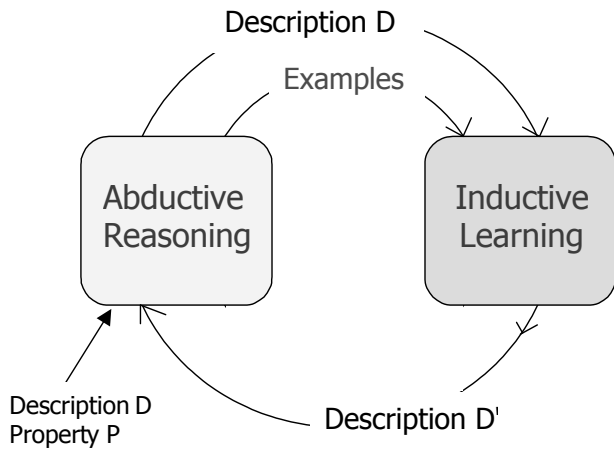 Description D
Examples
Abductive
Reasoning
Inductive
Learning
Description D
Property P
Description D'